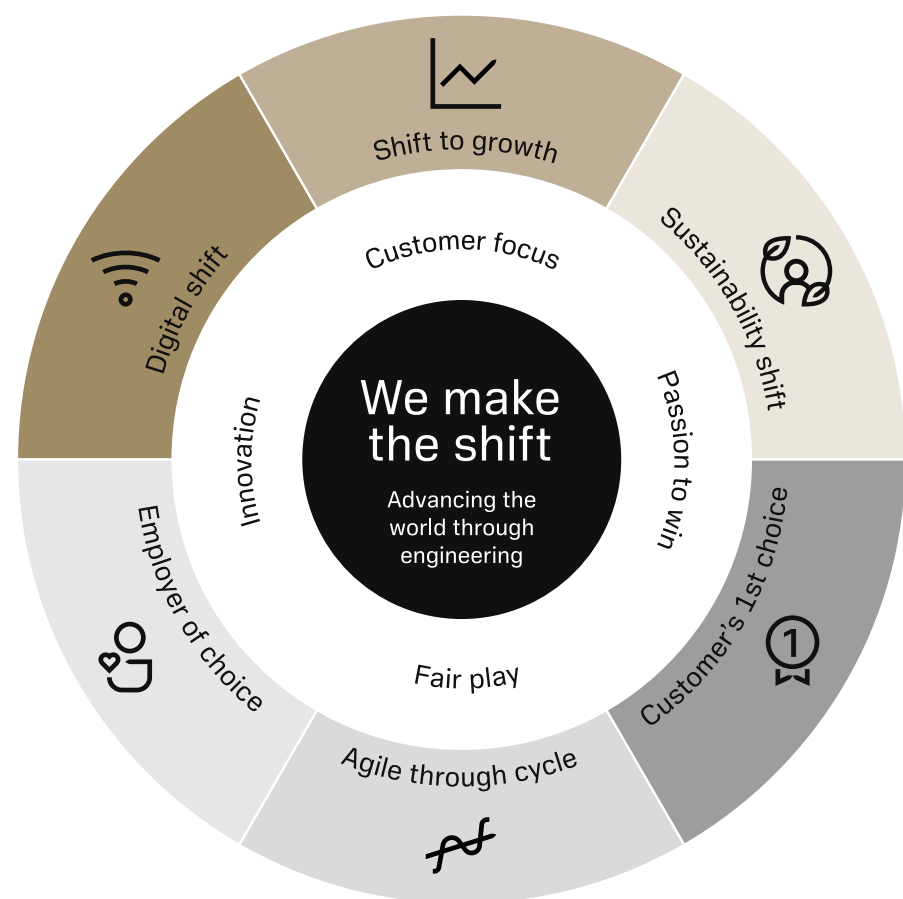 Shift to growth
Digital shift
Sustainability shift
Customer focus
Innovation
Passion to win
We make
the shift
Advancing the
world through
engineering
Employer of choice
Customer’s 1st choice
1
Fair play
Agile through cycle